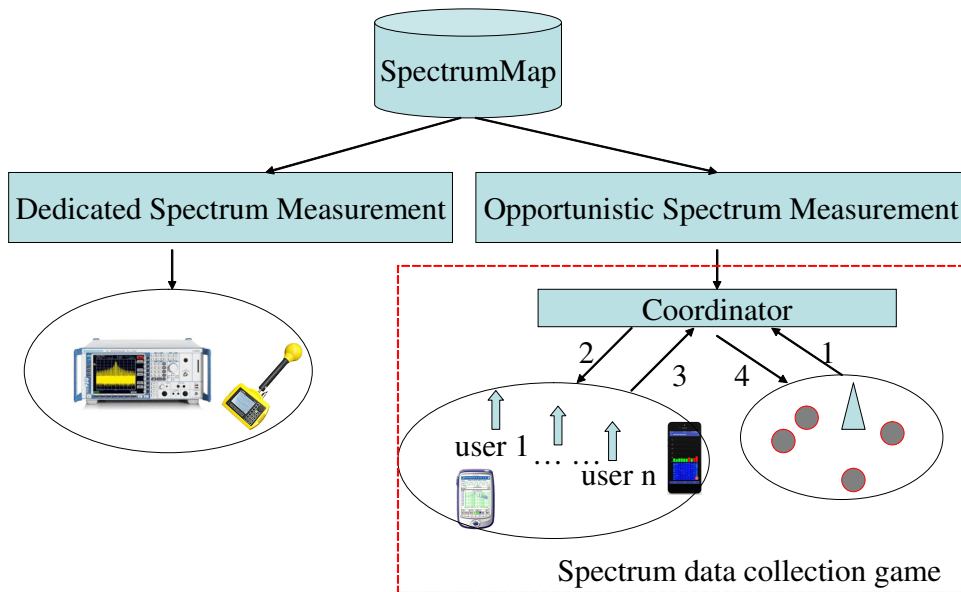 SpectrumMap
Dedicated Spectrum Measurement
Opportunistic Spectrum Measurement
Coordinator
2
3
4
1
user 1
... ...
user n
Spectrum data collection game